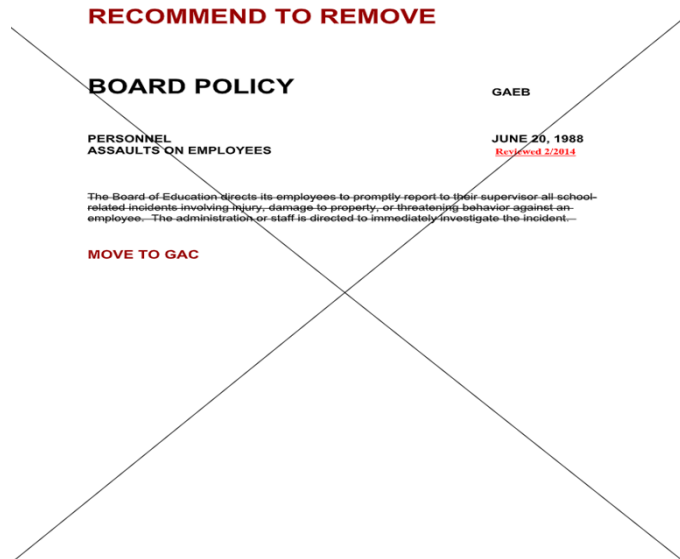 RECOMMEND TO REMOVE
BOARD POLICY GAEB
PERSONNEL JUNE 20, 1988
ASSAULTS ON EMPLOYEES Reviewed 2/2014
The Board of Education directs its employees to promptly report to their supervisor all school-
related incidents involving injury, damage to property, or threatening behavior against an
employee. The administration or staff is directed to immediately investigate the incident.
MOVE TO GAC